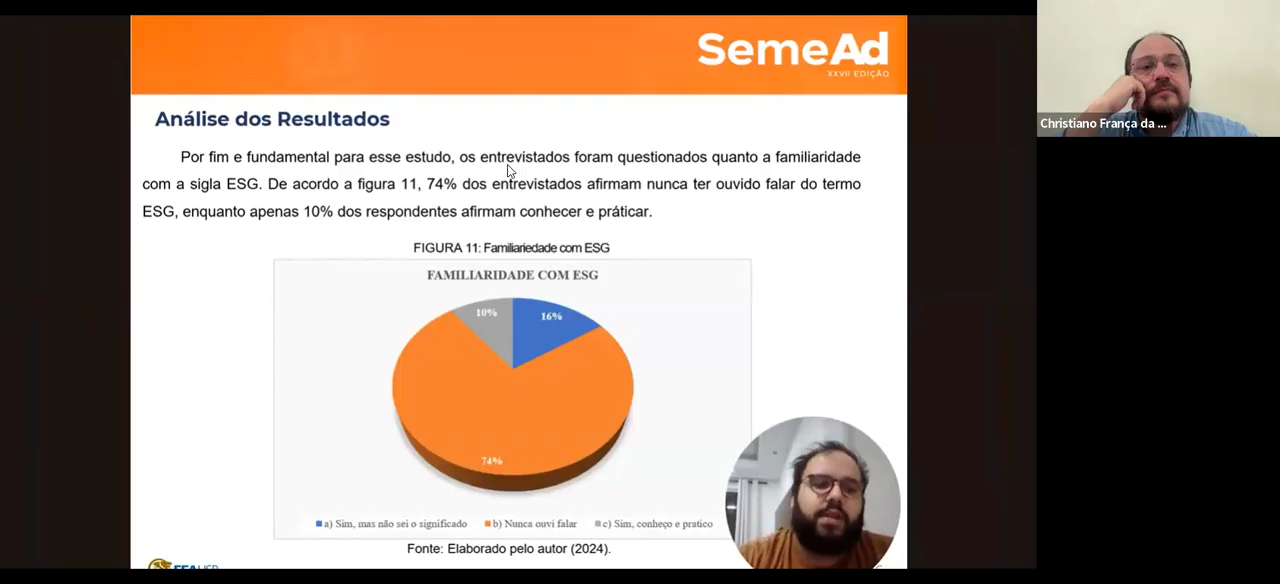 SemeAd
XXVII EDIÇÃO
Christiano França da ...
Análise dos Resultados
Por fim e fundamental para esse estudo, os entrevistados foram questionados quanto a familiaridade
com a sigla ESG. De acordo a figura 11, 74% dos entrevistados afirmam nunca ter ouvido falar do termo
ESG, enquanto apenas 10% dos respondentes afirmam conhecer e práticar.
FIGURA 11: Familiariedade com ESG
FAMILIARIDADE COM ESG
10%
16%
74%
a) Sim, mas não sei o significado b) Nunca ouvi falar c) Sim, conheço e pratico
Fonte: Elaborado pelo autor (2024).